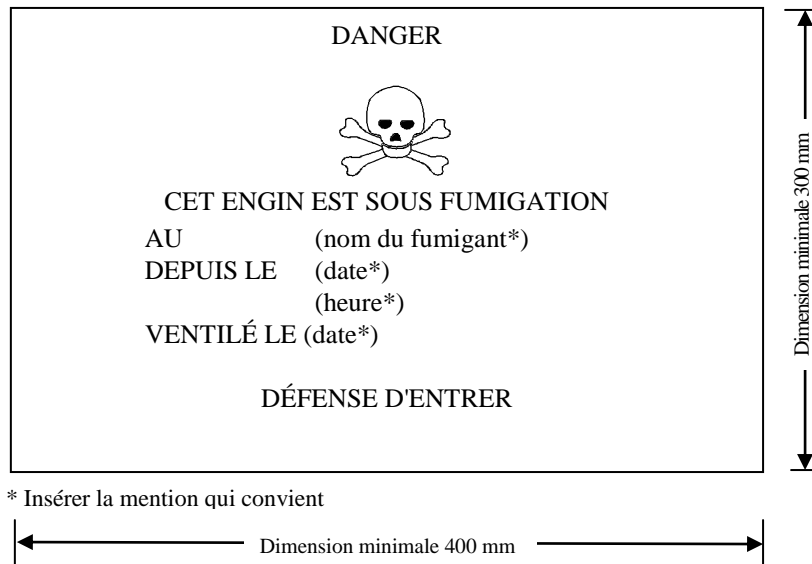 DANGER
CET ENGIN EST SOUS FUMIGATION
AU (nom du fumigant*)
DEPUIS LE (date*)
(heure*)
VENTILÉ LE (date*)
DÉFENSE D'ENTRER
Dimension minimale 300 mm
* Insérer la mention qui convient
Dimension minimale 400 mm